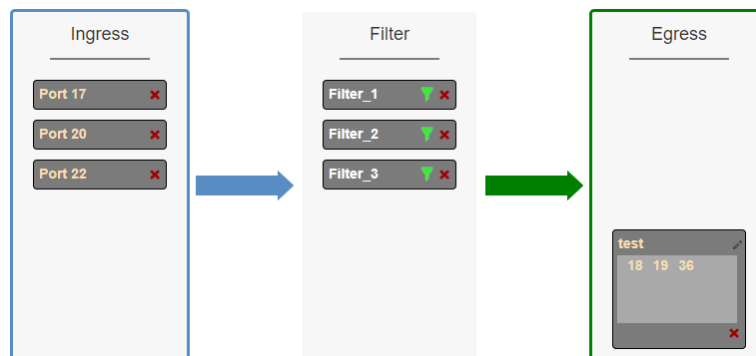 Ingress
Filter
Egress
Port 17
Filter_1
Port 20
Filter_2
Port 22
Filter_3
test
18 19 36